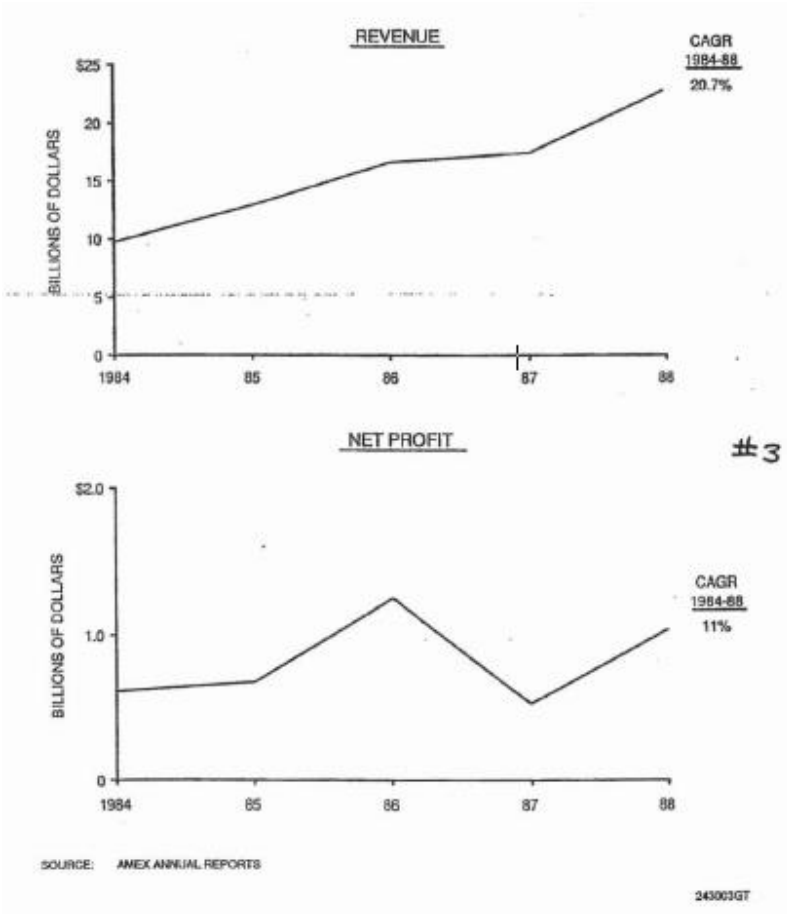 REVENUE
CAGR
1984-88
20.7%
$25
20
15
10
5
0
BILLIONS OF DOLLARS
1984 85 86 87 88
NET PROFIT
#3
$2.0
1.0
0
BILLIONS OF DOLLARS
CAGR
1984-88
11%
1984 85 86 87 88
SOURCE: AMEX ANNUAL REPORTS
243003GT